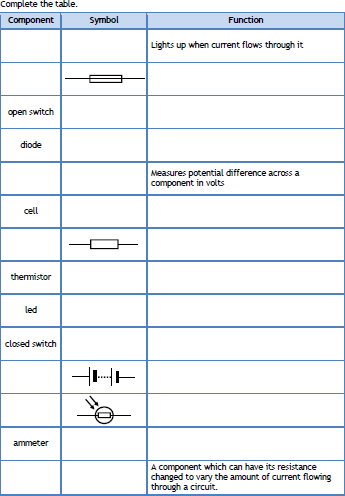 Complete the table.
Component Symbol Function
Lights up when current flows through it
open switch
diode
Measures potential difference across a
component in volts
cell
thermistor
led
closed switch
ammeter
A component which can have its resistance
changed to vary the amount of current flowing
through a circuit.